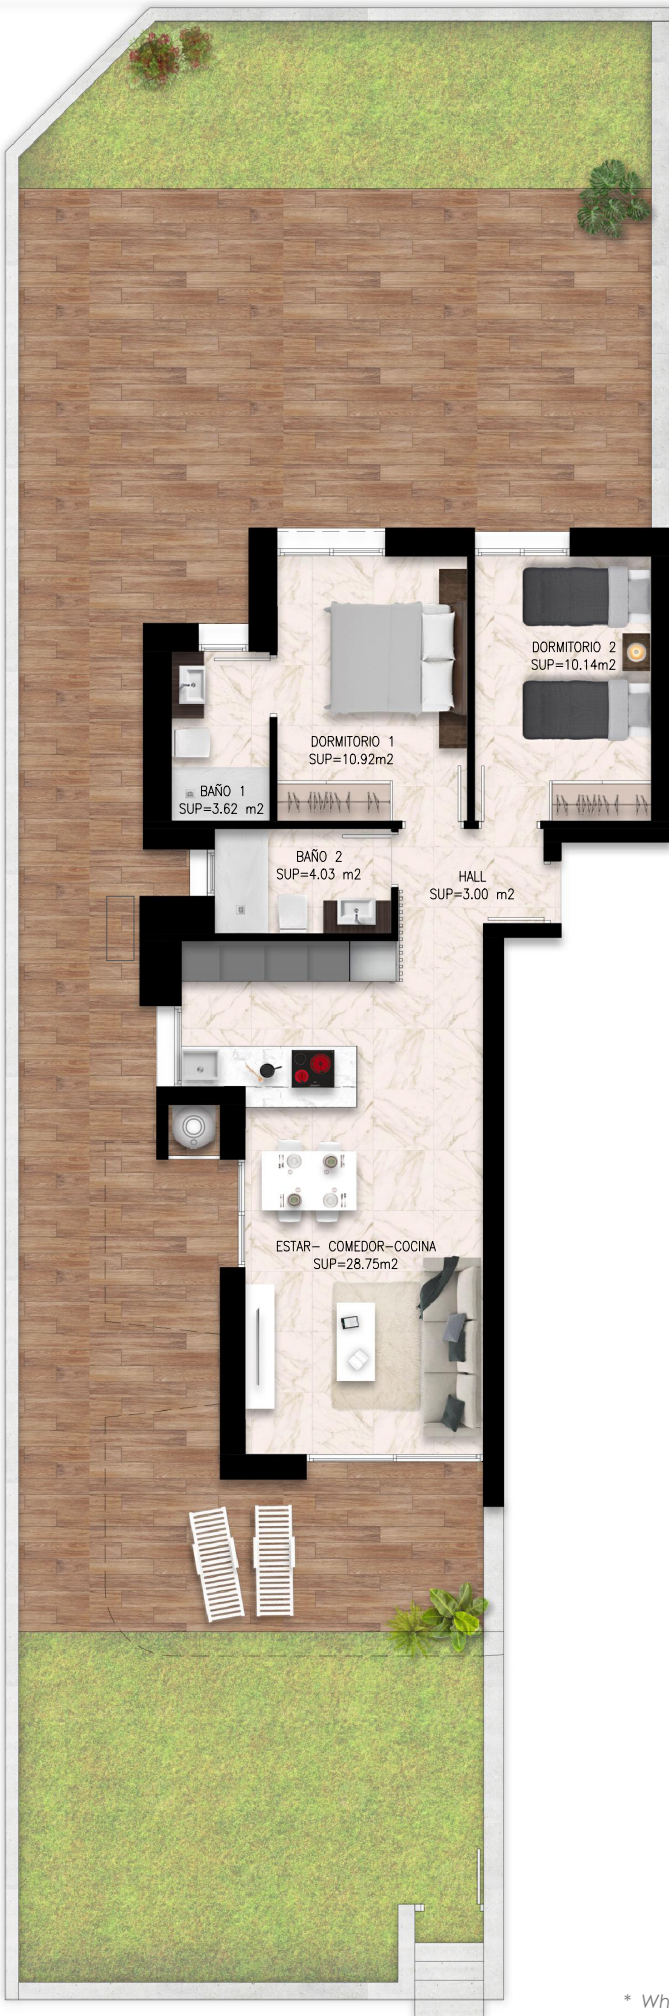 DORMITORIO 2
SUP=10.14m2
DORMITORIO 1
SUP=10.92m2
BAÑO 1
SUP=3.62 m2
BAÑO 2
SUP=4.03 m2
HALL
SUP=3.00 m2
ESTAR- COMEDOR-COCINA
SUP=28.75m2
* Wh